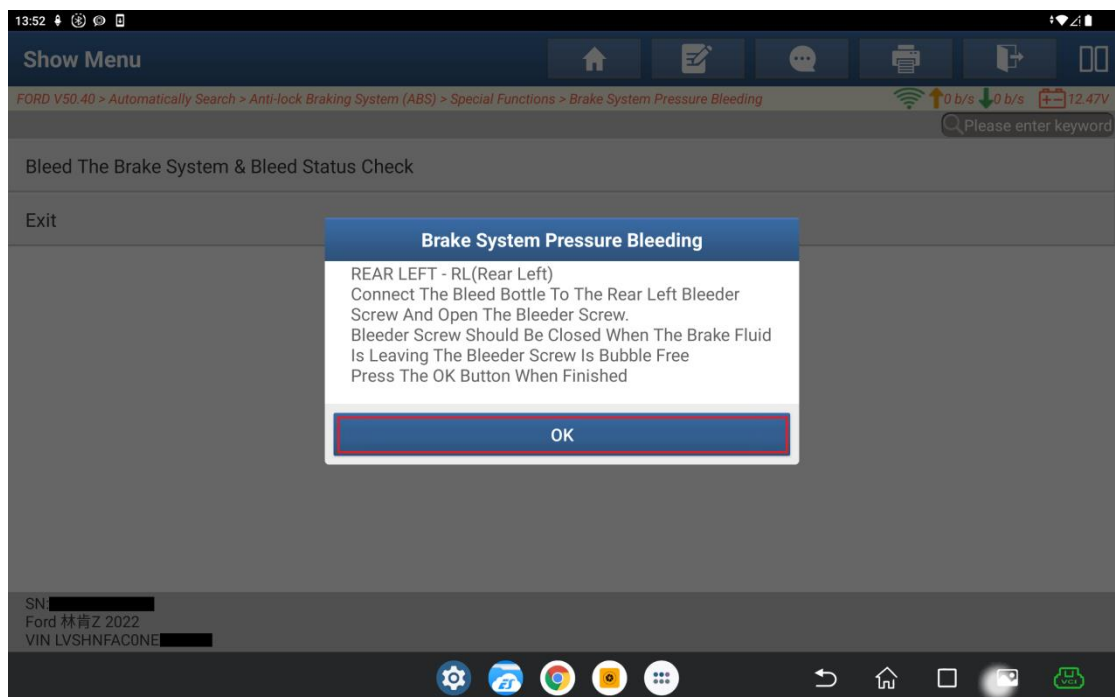 13:52
Show Menu
FORD V50.40 > Automatically Search > Anti-lock Braking System (ABS) > Special Functions > Brake System Pressure Bleeding
0 b/s 0 b/s 12.47V
Please enter keyword
Bleed The Brake System & Bleed Status Check
Exit
Brake System Pressure Bleeding
REAR LEFT - RL(Rear Left)
Connect The Bleed Bottle To The Rear Left Bleeder
Screw And Open The Bleeder Screw.
Bleeder Screw Should Be Closed When The Brake Fluid
Is Leaving The Bleeder Screw Is Bubble Free
Press The OK Button When Finished
OK
SN:
Ford 林肯Z 2022
VIN LVSHNFAC0NE
ES
VCI